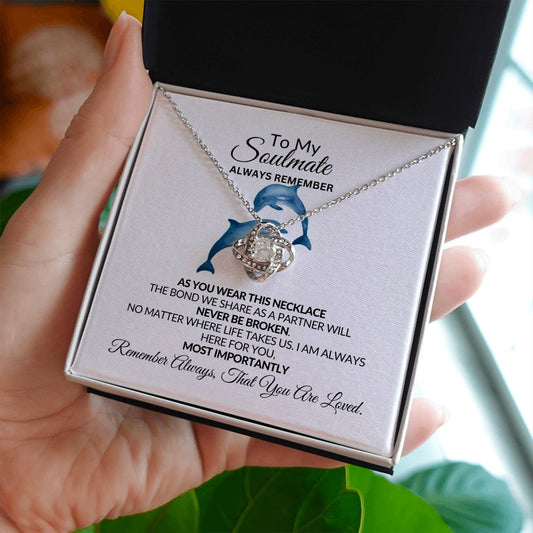 To My
Soulmate
ALWAYS REMEMBER
AS YOU WEAR THIS NECKLACE
THE BOND WE SHARE AS A PARTNER WILL
NEVER BE BROKEN.
NO MATTER WHERE LIFE TAKES US. I AM ALWAYS
HERE FOR YOU,
MOST IMPORTANTLY
Remember Always, That You Are Loved.